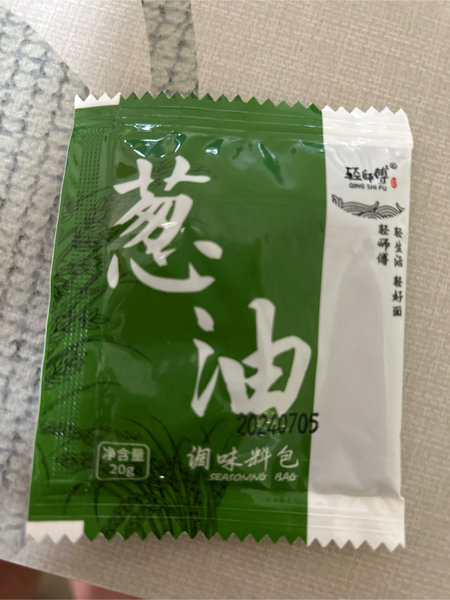 葱油
20240705
净含量
20g
调味料包
SEASONING BAG
轻师傅®
QING SHI FU
轻生活 轻好面
轻师傅